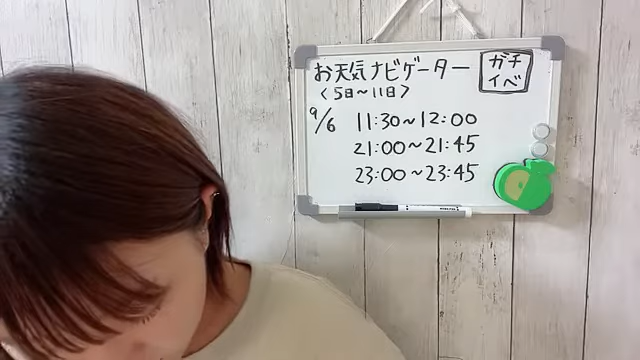 お天気ナビゲーター
ガチ
イベ
<5日~11日>
9/6
11:30~12:00
21:00~21:45
23:00~23:45